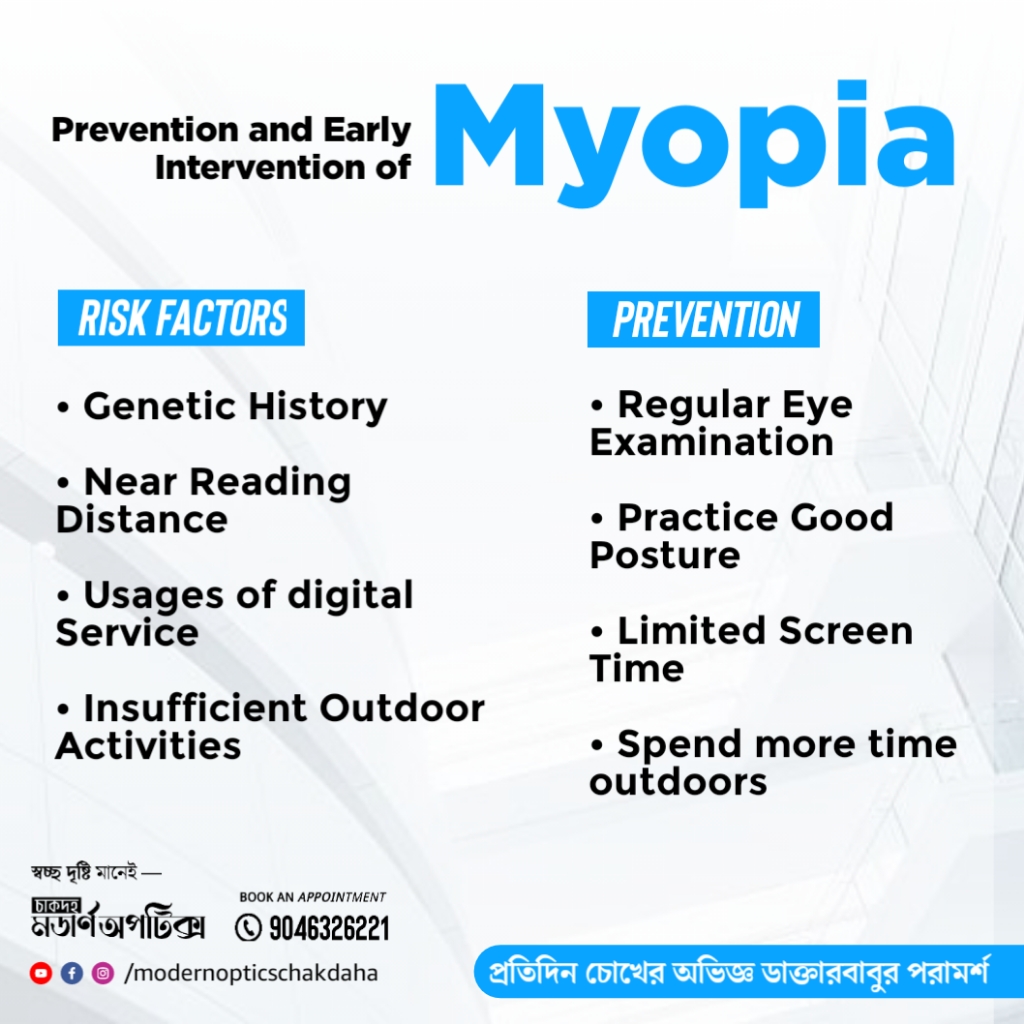 Prevention and Early
Intervention of
Myopia
RISK FACTORS
• Genetic History
• Near Reading
Distance
• Usages of digital
Service
• Insufficient Outdoor
Activities
PREVENTION
• Regular Eye
Examination
• Practice Good
Posture
• Limited Screen
Time
• Spend more time
outdoors
স্বচ্ছ দৃষ্টি মানেই —
চাকদহ
মডার্ণ অপটিক্স
BOOK AN APPOINTMENT
9046326221
/modernopticschakdaha
প্রতিদিন চোখের অভিজ্ঞ ডাক্তারবাবুর পরামর্শ